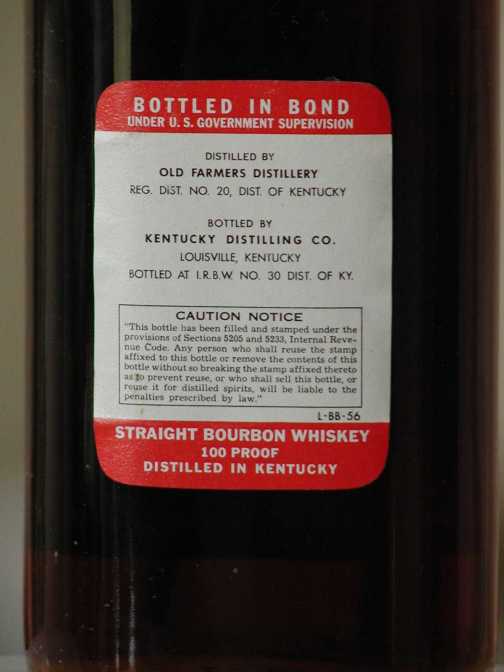 BOTTLED IN BOND
UNDER U. S. GOVERNMENT SUPERVISION
DISTILLED BY
OLD FARMERS DISTILLERY
REG. DIST. NO. 20, DIST. OF KENTUCKY
BOTTLED BY
KENTUCKY DISTILLING CO.
LOUISVILLE, KENTUCKY
BOTTLED AT I.R.B.W. NO. 30 DIST. OF KY.
CAUTION NOTICE
"This bottle has been filled and stamped under the
provisions of Sections 5205 and 5233, Internal Reve-
nue Code. Any person who shall reuse the stamp
affixed to this bottle or remove the contents of this
bottle without so breaking the stamp affixed thereto
as to prevent reuse, or who shall sell this bottle, or
reuse it for distilled spirits, will be liable to the
penalties prescribed by law."
L-BB-56
STRAIGHT BOURBON WHISKEY
100 PROOF
DISTILLED IN KENTUCKY